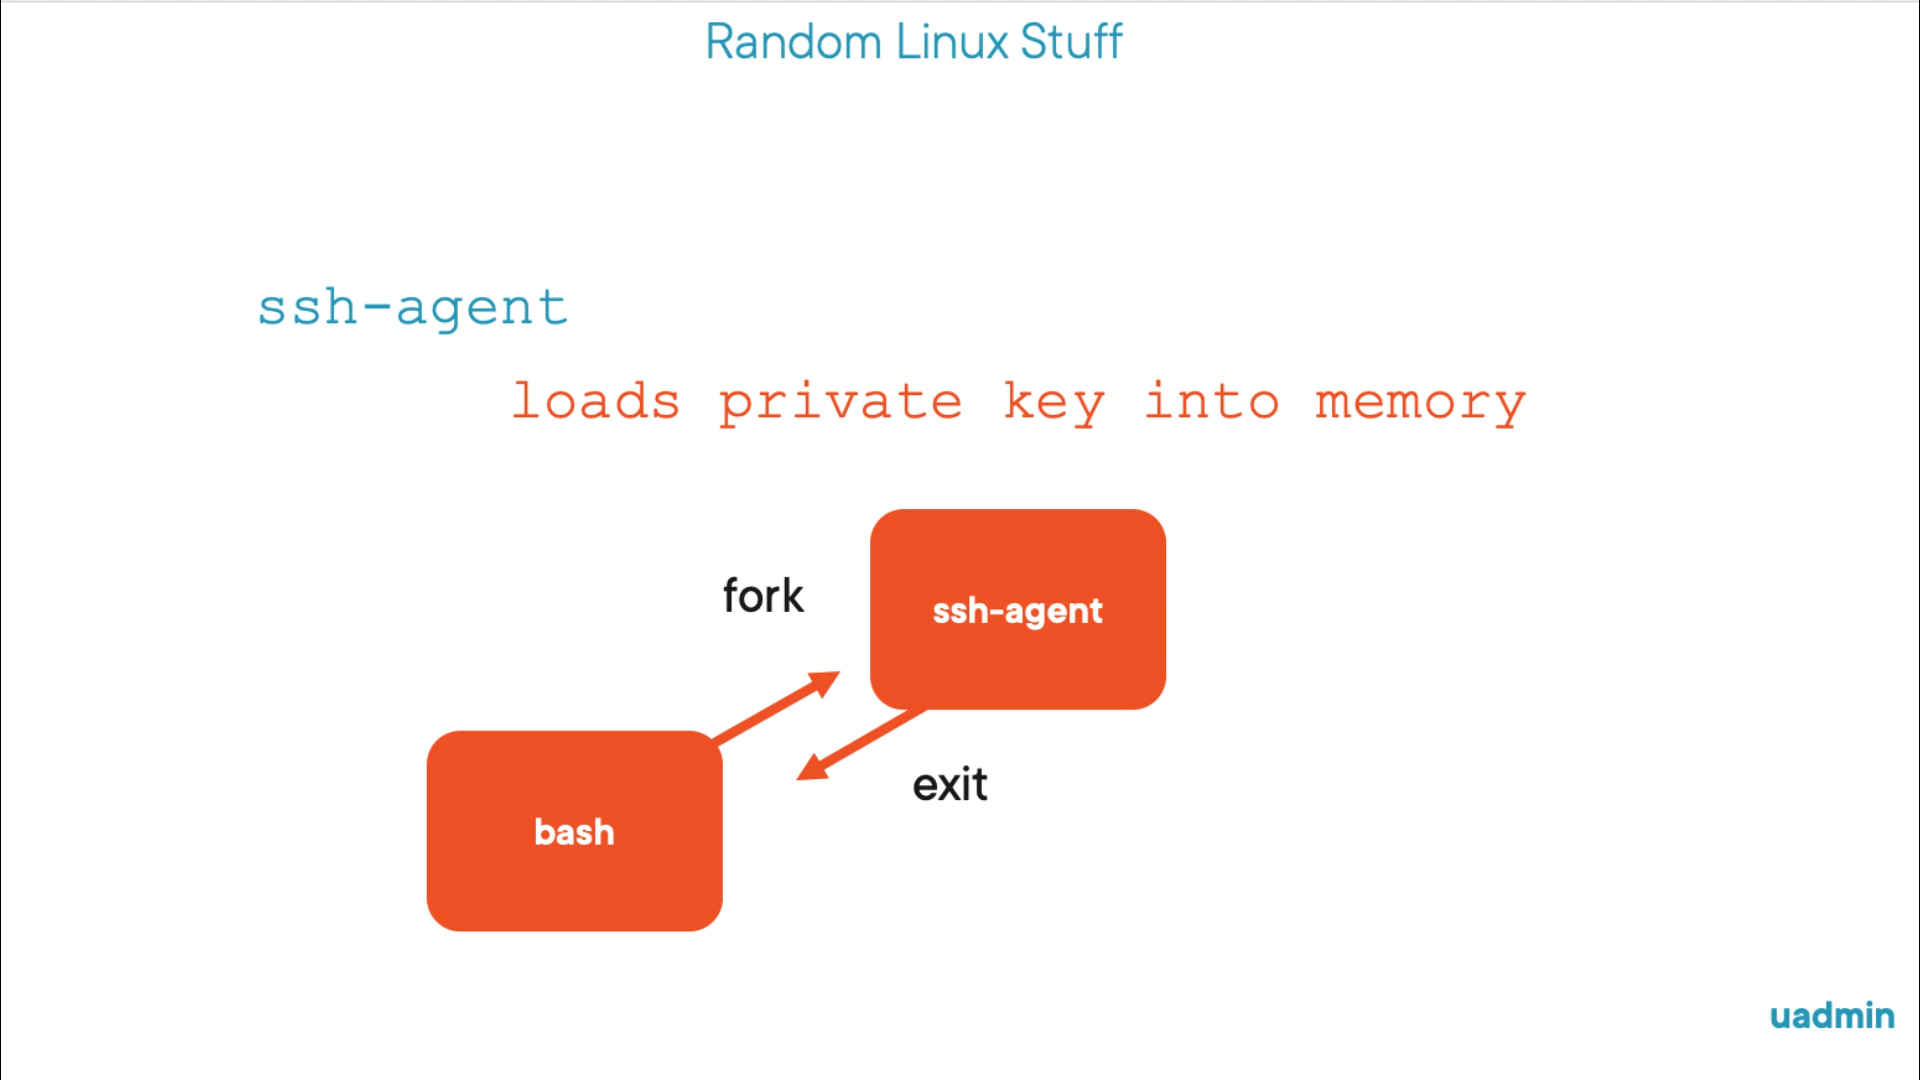 Random Linux Stuff
ssh-agent
loads private key into memory
fork
ssh-agent
exit
bash
uadmin